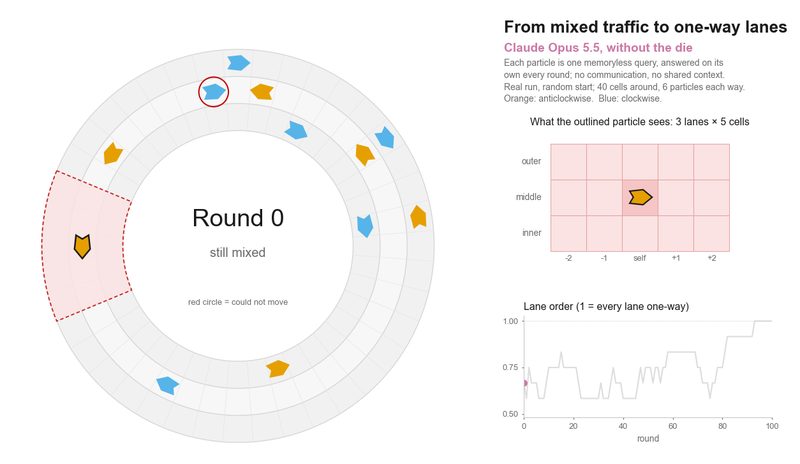 From mixed traffic to one-way lanes
Claude Opus 5.5, without the die
Each particle is one memoryless query, answered on its
own every round; no communication, no shared context.
Real run, random start; 40 cells around, 6 particles each way.
Orange: anticlockwise. Blue: clockwise.
What the outlined particle sees: 3 lanes × 5 cells
outer
middle
inner
-2 -1 self +1 +2
Round 0
still mixed
red circle = could not move
Lane order (1 = every lane one-way)
1.00
0.75
0.50
0 20 40 60 80 100
round